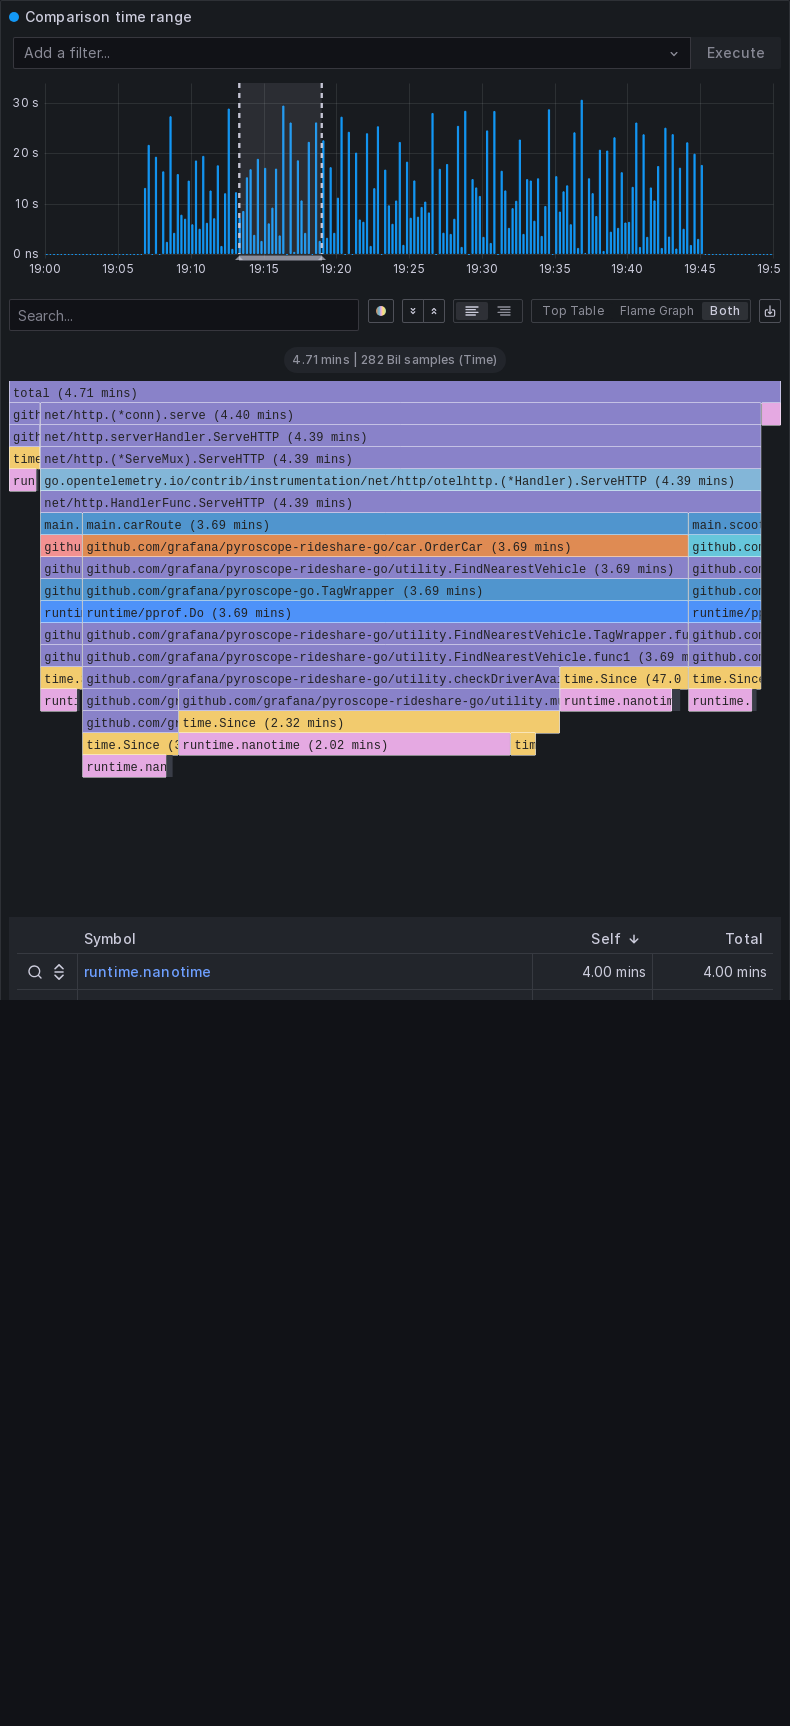 Comparison time range
Add a filter... Execute
30 s
20 s
10 s
0 ns
19:00 19:05 19:10 19:15 19:20 19:25 19:30 19:35 19:40 19:45 19:5
Search... Top Table Flame Graph Both
4.71 mins | 282 Bil samples (Time)
total (4.71 mins)
gith net/http.(*conn).serve (4.40 mins)
gith net/http.serverHandler.ServeHTTP (4.39 mins)
time net/http.(*ServeMux).ServeHTTP (4.39 mins)
run go.opentelemetry.io/contrib/instrumentation/net/http/otelhttp.(*Handler).ServeHTTP (4.39 mins)
net/http.HandlerFunc.ServeHTTP (4.39 mins)
main. main.carRoute (3.69 mins) main.scoot
githu github.com/grafana/pyroscope-rideshare-go/car.OrderCar (3.69 mins) github.com
githu github.com/grafana/pyroscope-rideshare-go/utility.FindNearestVehicle (3.69 mins) github.com
githu github.com/grafana/pyroscope-go.TagWrapper (3.69 mins) github.com
runti runtime/pprof.Do (3.69 mins) runtime/pp
githu github.com/grafana/pyroscope-rideshare-go/utility.FindNearestVehicle.TagWrapper.fu github.com
githu github.com/grafana/pyroscope-rideshare-go/utility.FindNearestVehicle.func1 (3.69 m github.com
time. github.com/grafana/pyroscope-rideshare-go/utility.checkDriverAvai time.Since (47.0 time.Since
runti github.com/gr github.com/grafana/pyroscope-rideshare-go/utility.m runtime.nanotim runtime.
github.com/gr time.Since (2.32 mins)
time.Since (3 runtime.nanotime (2.02 mins) tim
runtime.nan
Symbol Self Total
runtime.nanotime 4.00 mins 4.00 mins